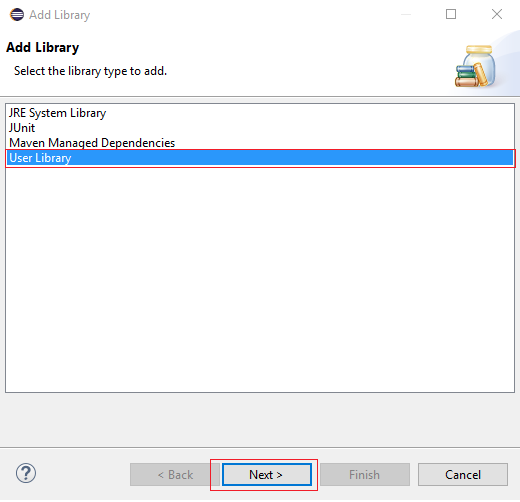 Add Library
Add Library
Select the library type to add.
JRE System Library
JUnit
Maven Managed Dependencies
User Library
?
< Back
Next >
Finish
Cancel